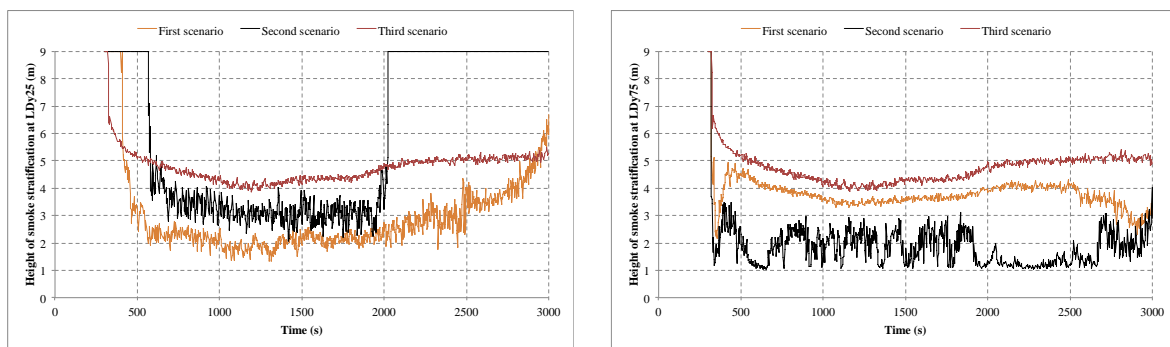 First scenario Second scenario Third scenario
Height of smoke stratification at LDy25 (m)
9
8
7
6
5
4
3
2
1
0
0 500 1000 1500 2000 2500 3000
Time (s)
First scenario Second scenario Third scenario
Height of smoke stratification at LDy75 (m)
9
8
7
6
5
4
3
2
1
0
0 500 1000 1500 2000 2500 3000
Time (s)